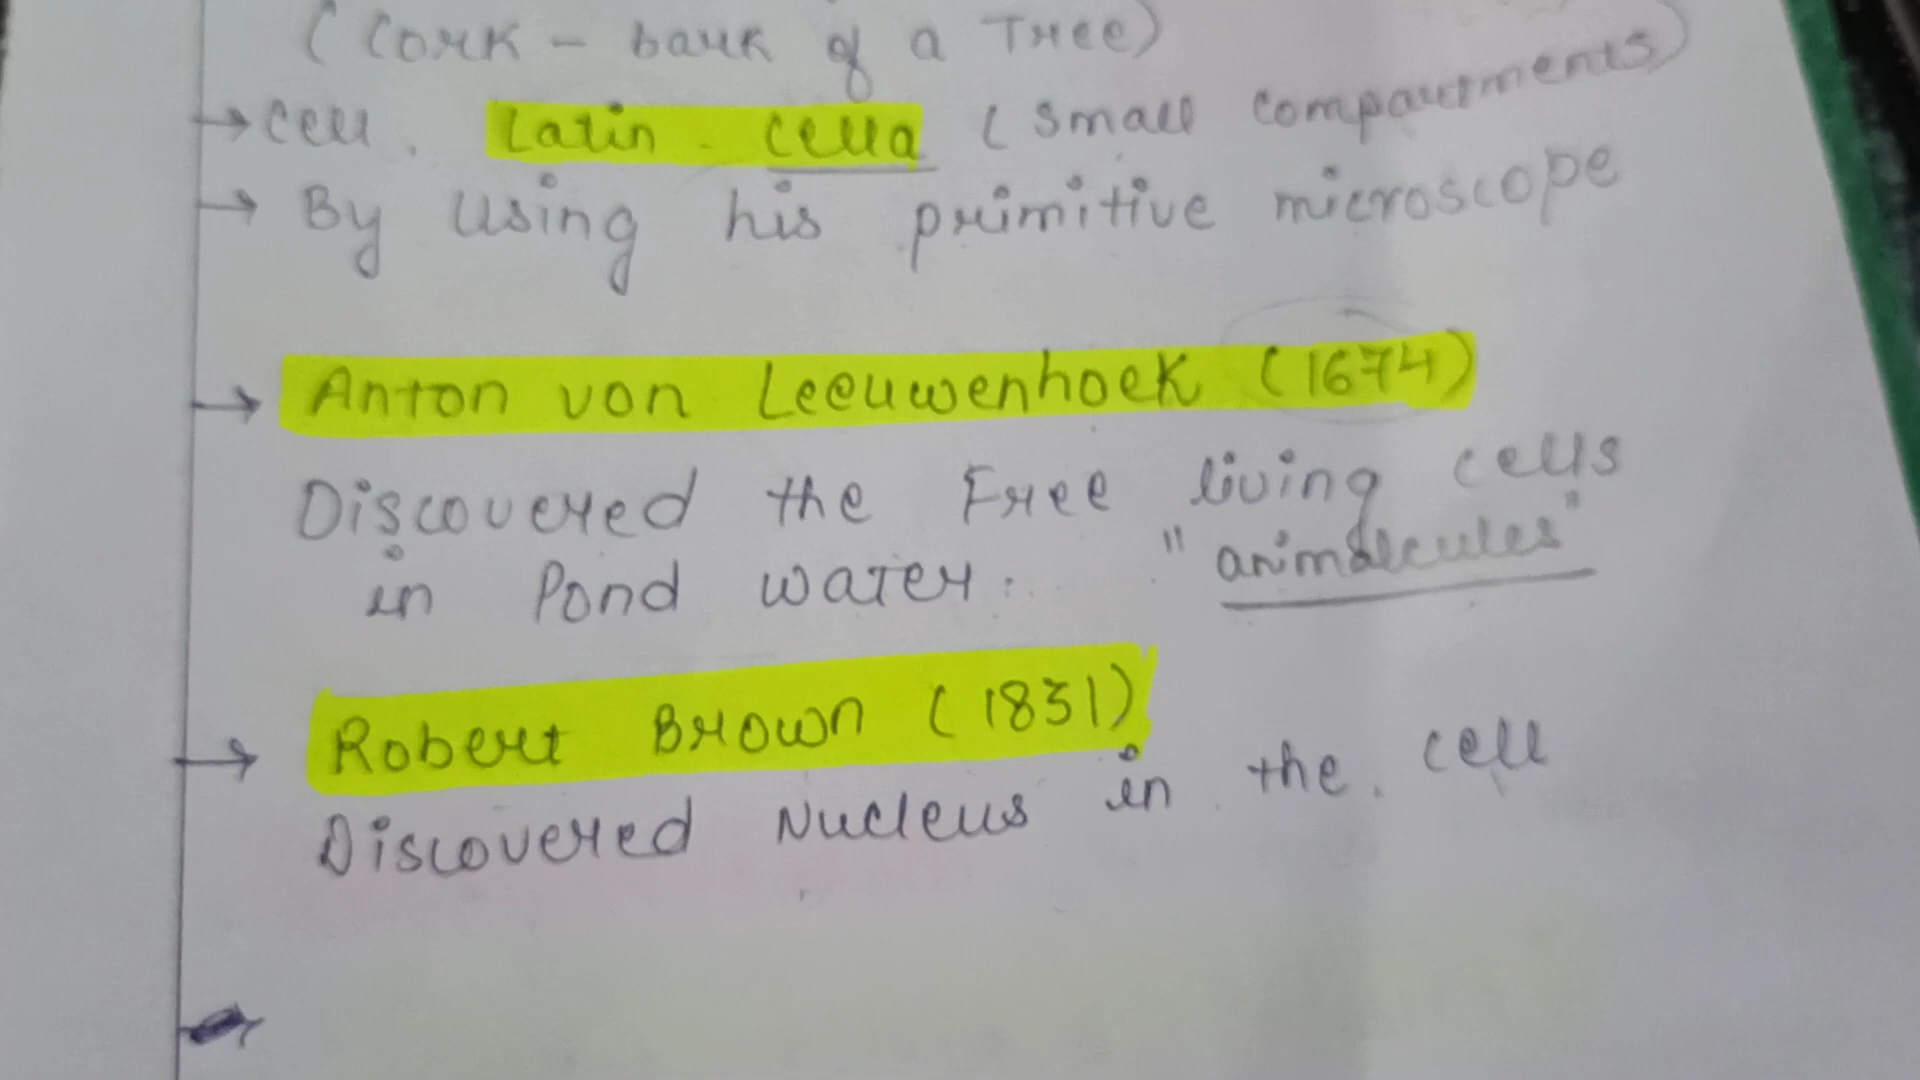 (Cork - bark of a Tree)
→ cell. Latin - cella (small compartments)
→ By using his primitive microscope
→ Anton von Leeuwenhoek (1674)
Discovered the Free living cells
in Pond water. "animalcules"
→ Robert Brown (1831)
Discovered Nucleus in the cell